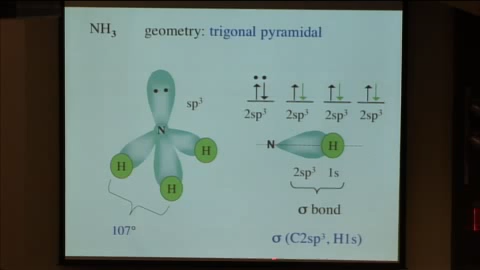 NH₃ geometry: trigonal pyramidal
sp³
2sp³ 2sp³ 2sp³ 2sp³
N
H H H
N H
2sp³ 1s
σ bond
107°
σ (C2sp³, H1s)